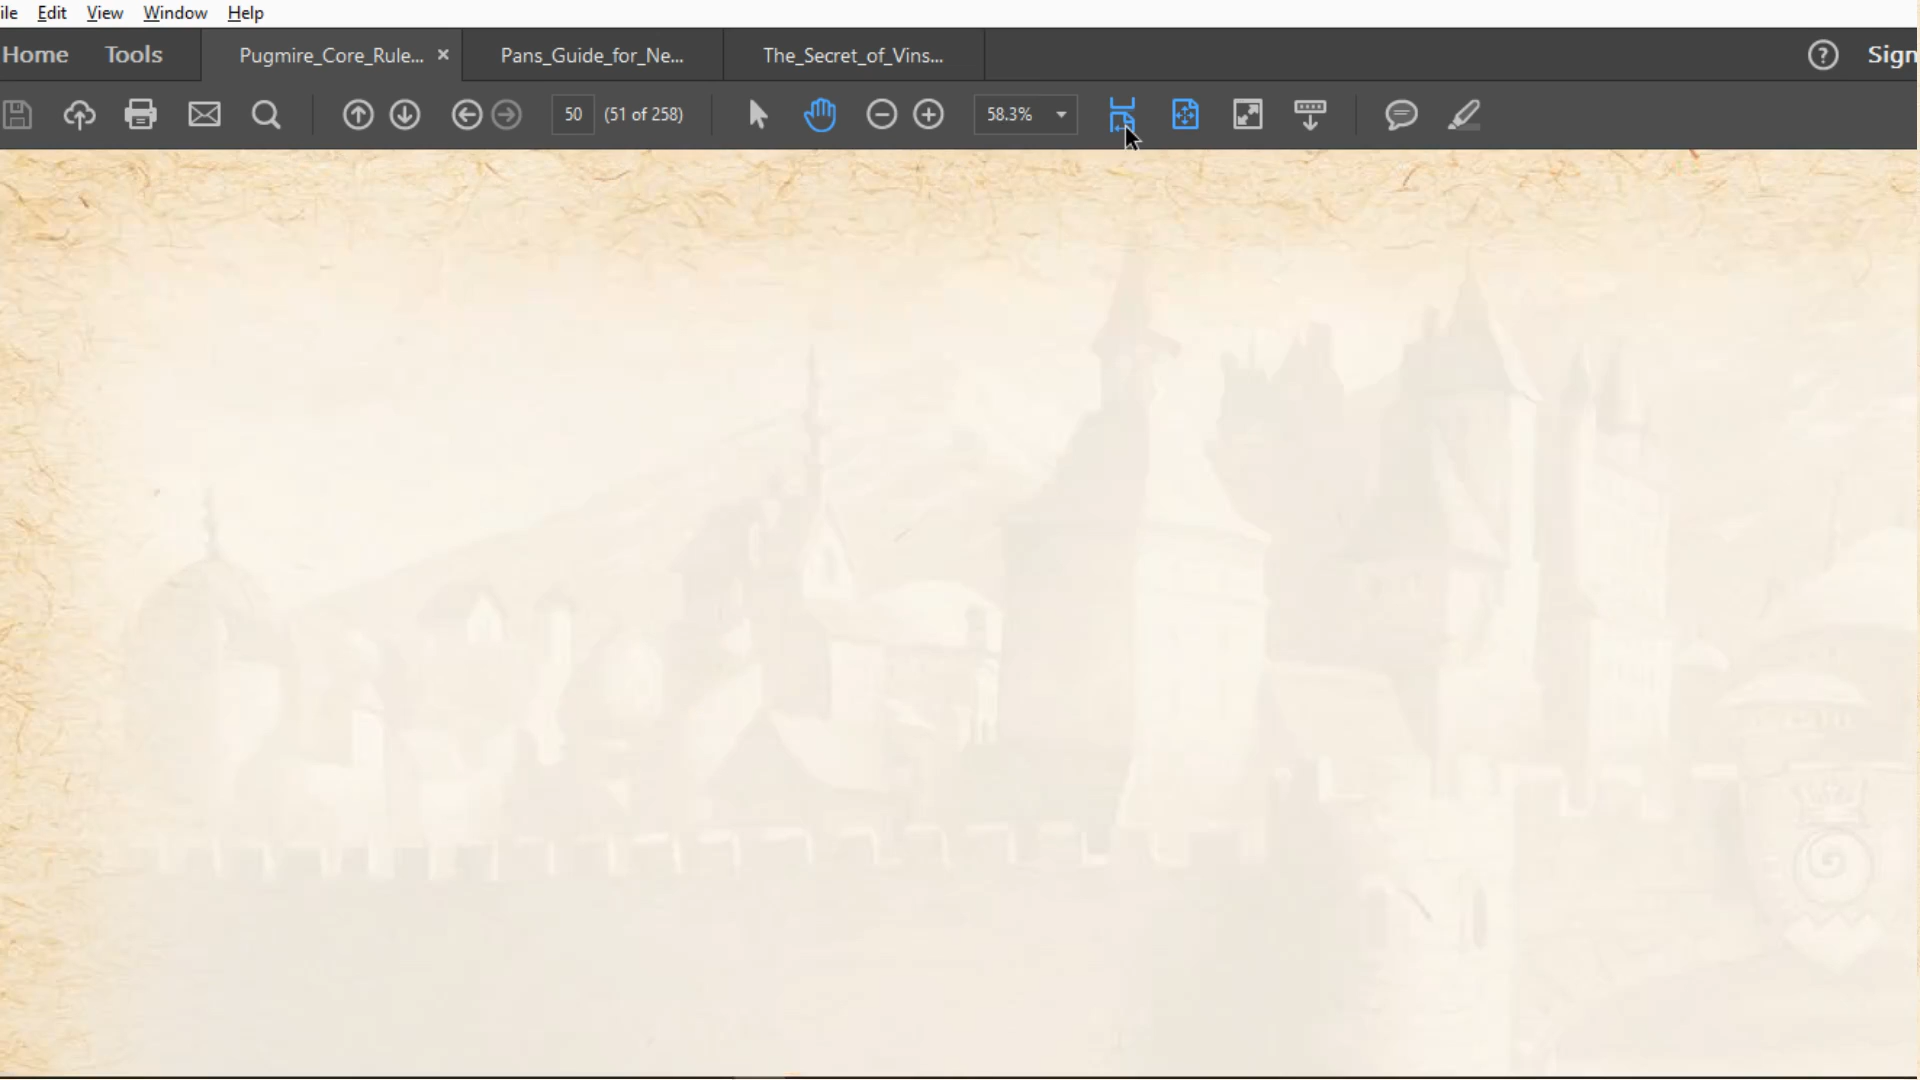 ile Edit View Window Help
Home Tools Pugmire_Core_Rule... × Pans_Guide_for_Ne... The_Secret_of_Vins... ? Sign
50 (51 of 258) 58.3%